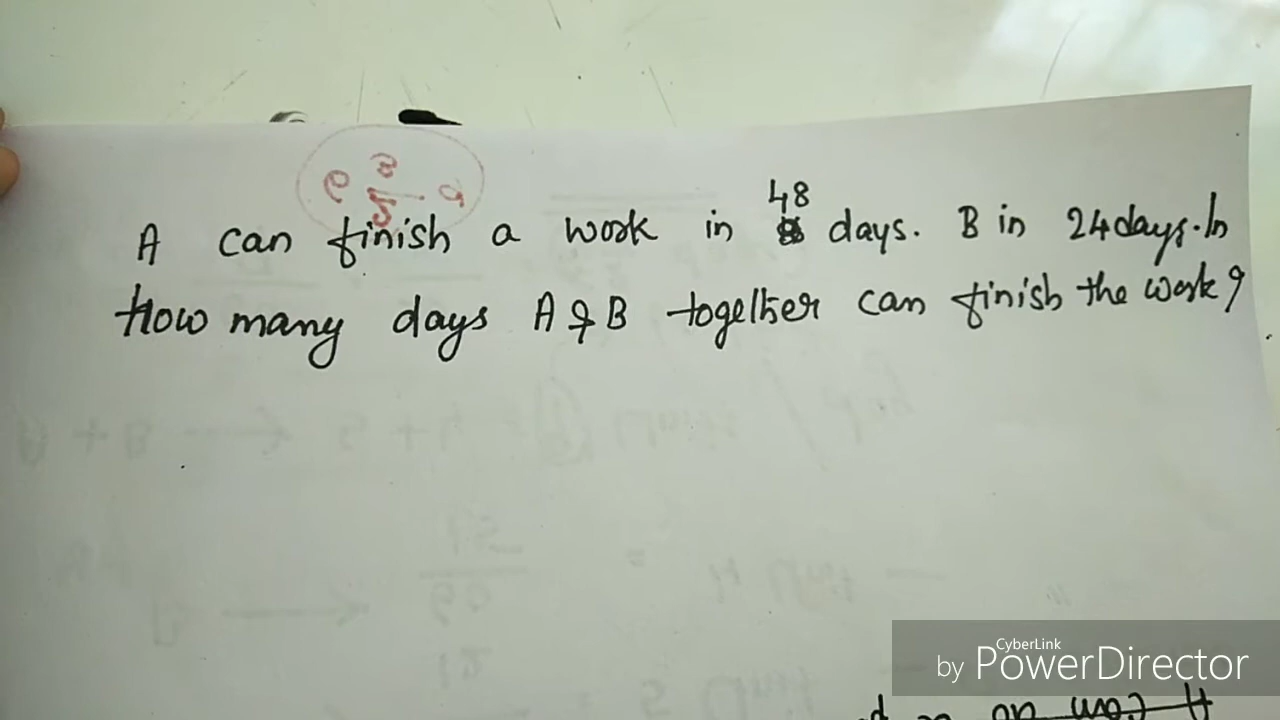 48
A can finish a work in days. B in 24days. In
How many days A & B together can finish the work?
CyberLink
by PowerDirector